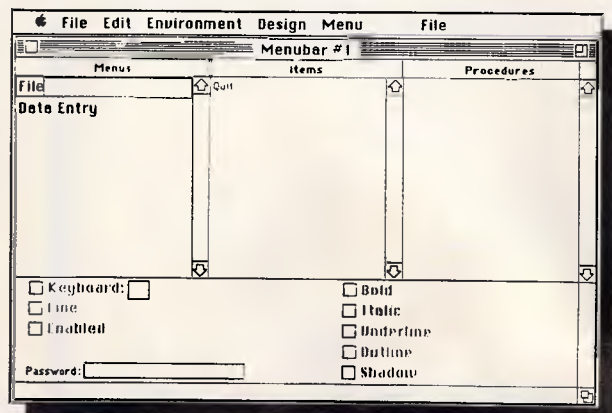 File Edit Environment Design Menu File
Menubar #1
Menus Items Procedures
File Quit
Data Entry
Keyboard:
Line
Enabled
Password:
Bold
Italic
Underline
Outline
Shadow